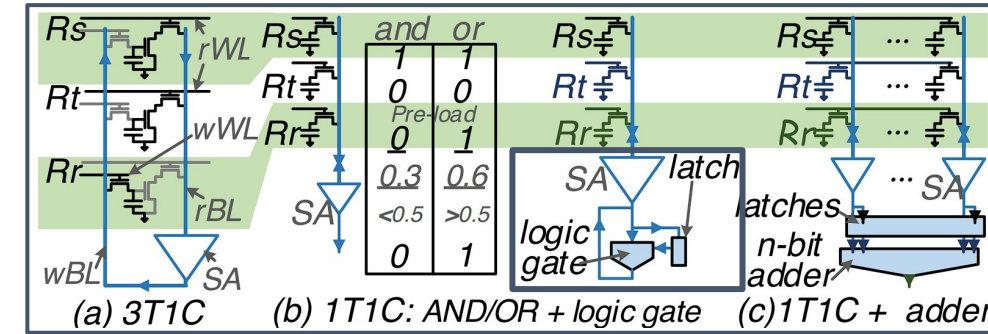 Rs
rWL
Rt
wWL
Rr
rBL
wBL
SA
(a) 3T1C
Rs
Rt
Rr
SA
and or
1 1
0 0
Pre-load
0 1
0.3 0.6
<0.5 >0.5
0 1
Rs
Rt
Rr
SA
latch
logic
gate
(b) 1T1C: AND/OR + logic gate
Rs ...
Rt ...
Rr ...
... SA
latches
n-bit
adder
(c)1T1C + adder